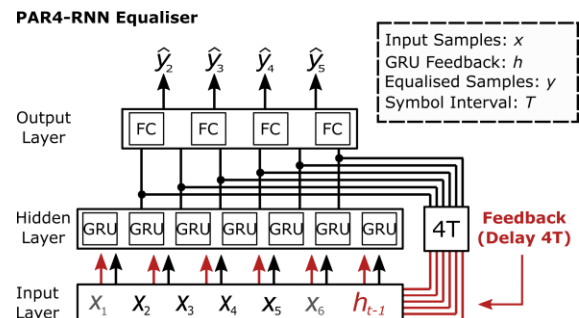 PAR4-RNN Equaliser
Input Samples: x
GRU Feedback: h
Equalised Samples: y
Symbol Interval: T
ŷ2 ŷ3 ŷ4 ŷ5
Output Layer
FC FC FC FC
Hidden Layer
GRU GRU GRU GRU GRU GRU GRU
4T
Feedback
(Delay 4T)
Input Layer
x1 x2 x3 x4 x5 x6 ht-1